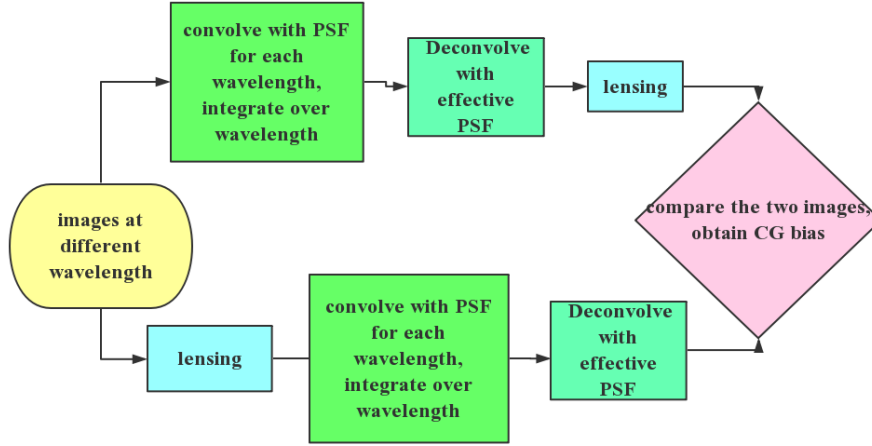 convolve with PSF
for each
wavelength,
integrate over
wavelength
Deconvolve
with
effective
PSF
lensing
images at
different
wavelength
compare the two images,
obtain CG bias
lensing
convolve with PSF
for each
wavelength,
integrate over
wavelength
Deconvolve
with
effective
PSF